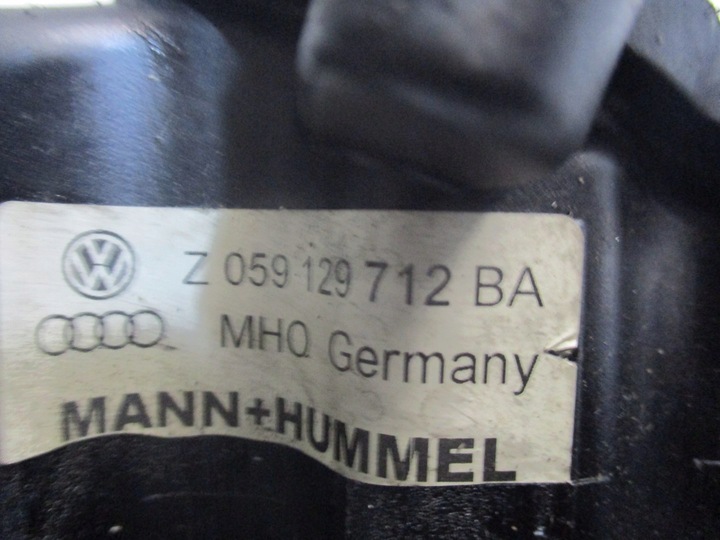 Z 059 129 712 BA
MHO Germany
MANN+HUMMEL